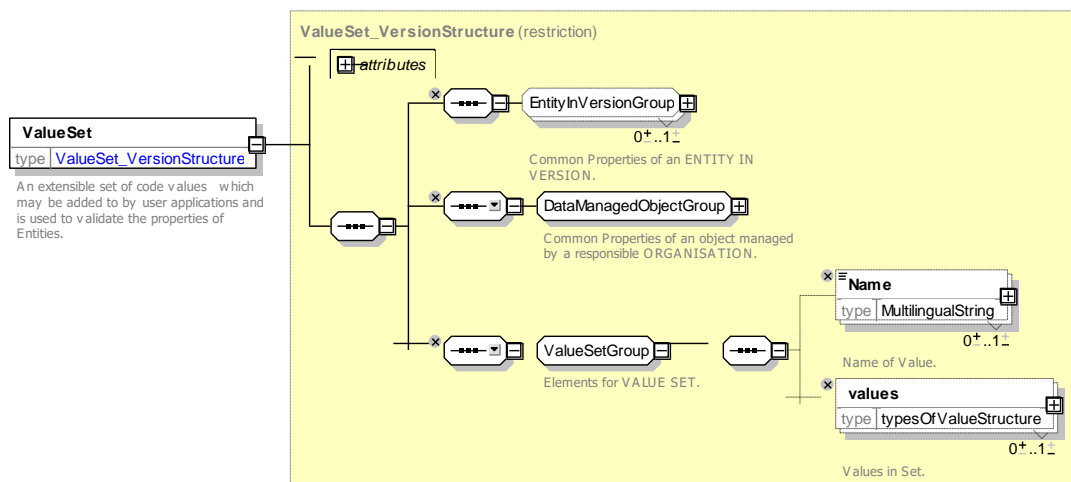 ValueSet_VersionStructure (restriction)
attributes
EntityInVersionGroup
0..1
Common Properties of an ENTITY IN
VERSION.
ValueSet
type ValueSet_VersionStructure
An extensible set of code values which
may be added to by user applications and
is used to validate the properties of
Entities.
DataManagedObjectGroup
Common Properties of an object managed
by a responsible ORGANISATION.
Name
type MultilingualString
0..1
Name of Value.
ValueSetGroup
Elements for VALUE SET.
values
type typesOfValueStructure
0..1
Values in Set.